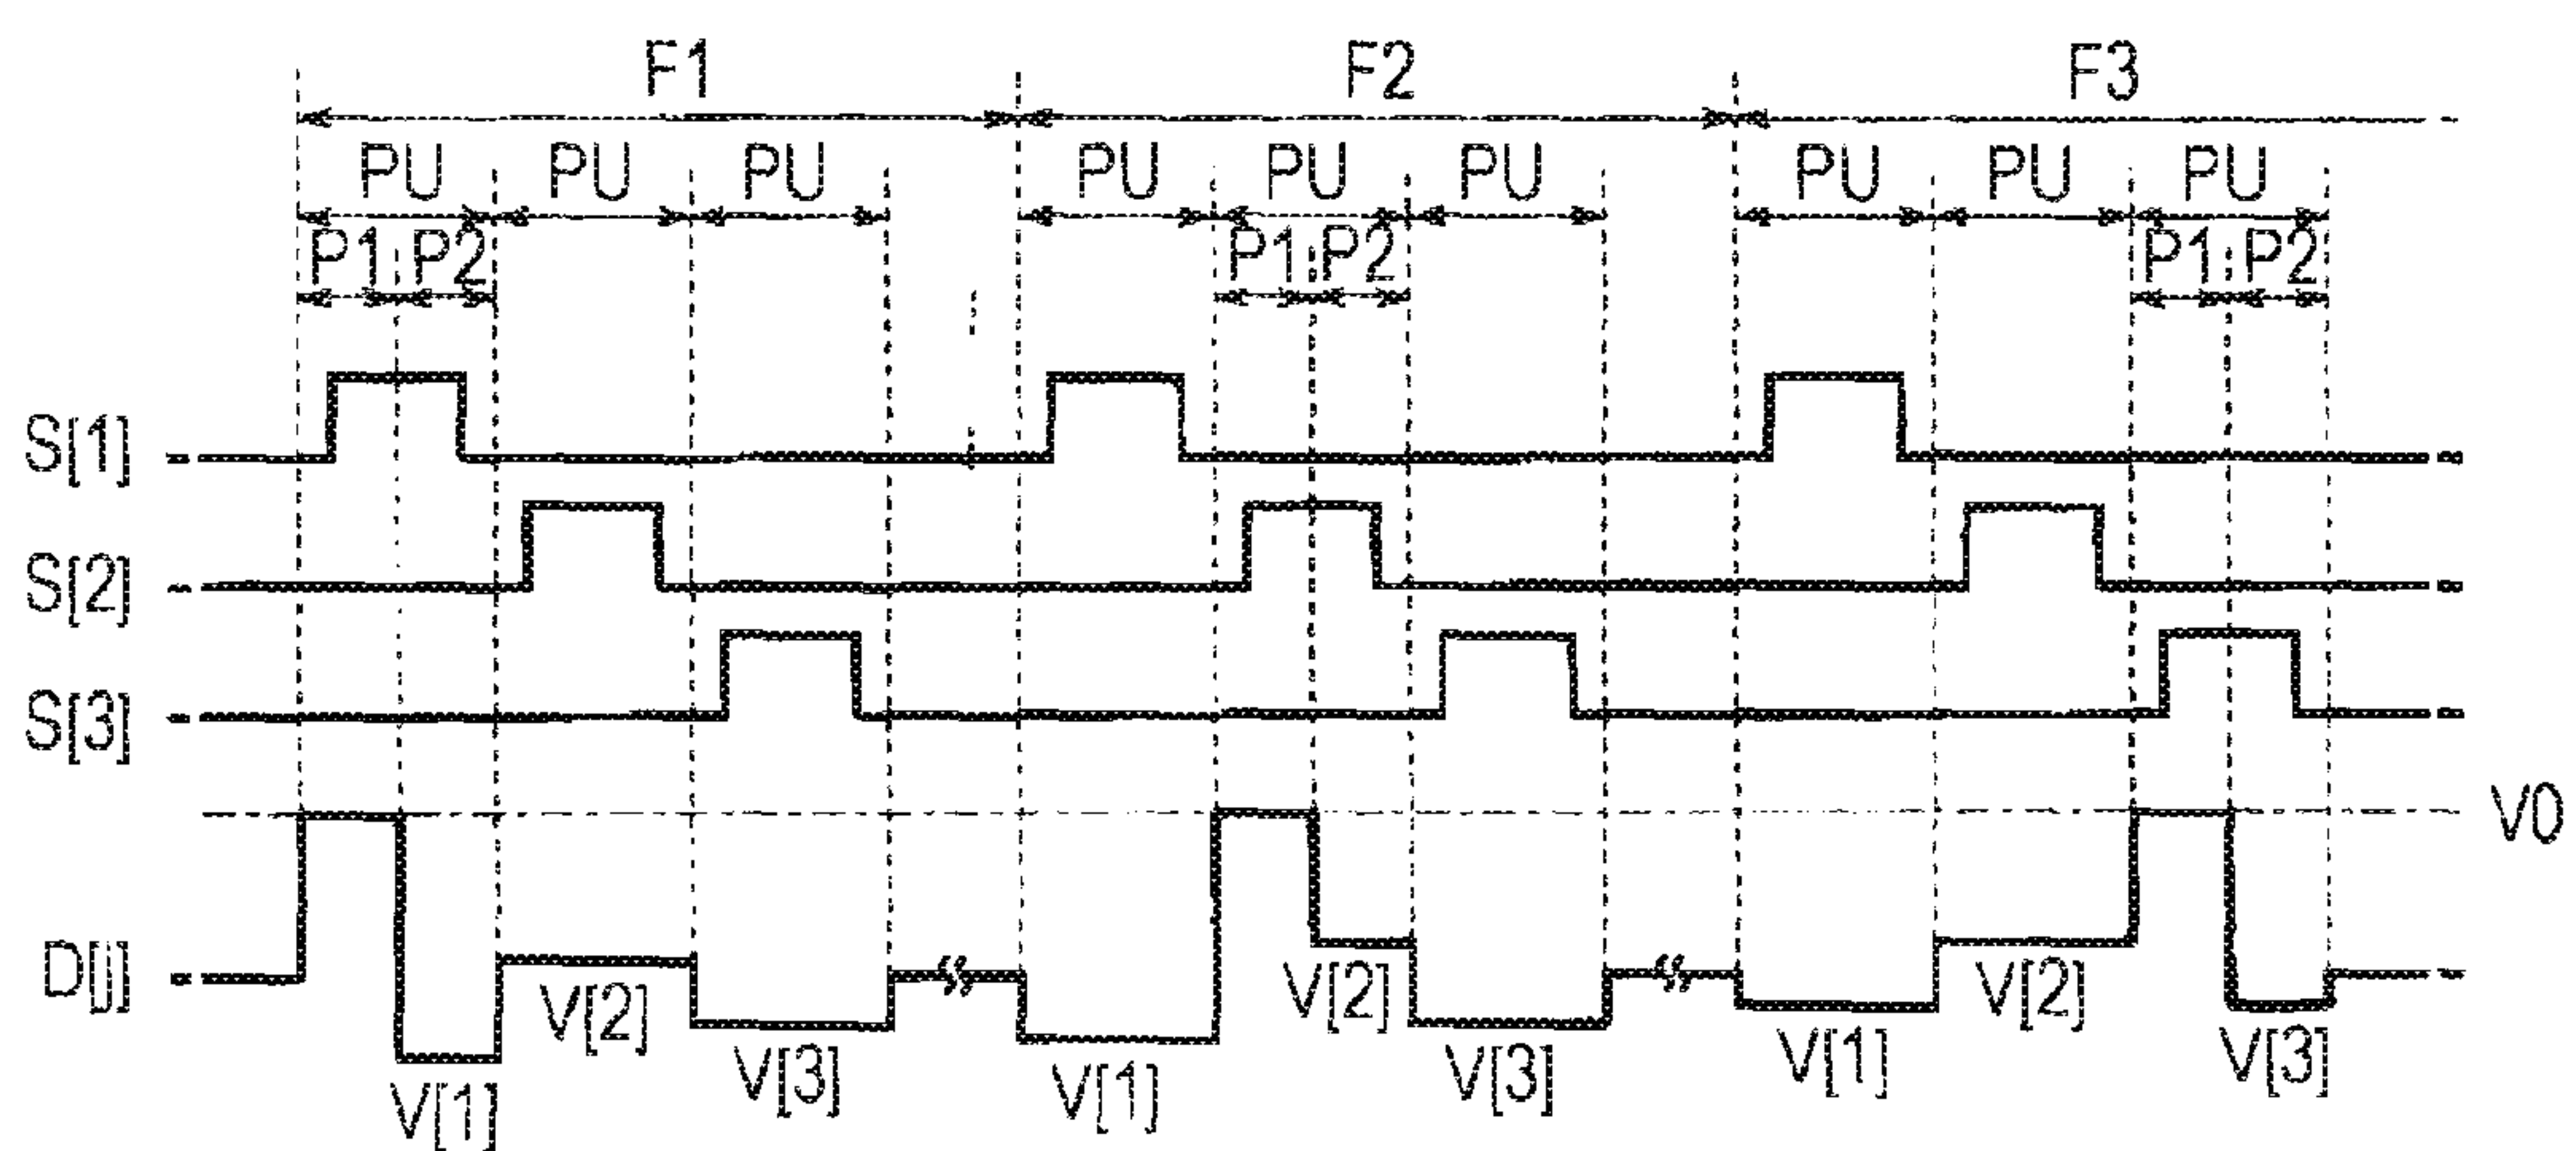 F1 F2 F3
PU PU PU PU PU PU PU PU PU
P1 P2 P1 P2 P1 P2
S[1]
S[2]
S[3]
V0
D[j]
V[2] V[2] V[2]
V[3] V[1] V[3] V[1] V[3]
V[1]